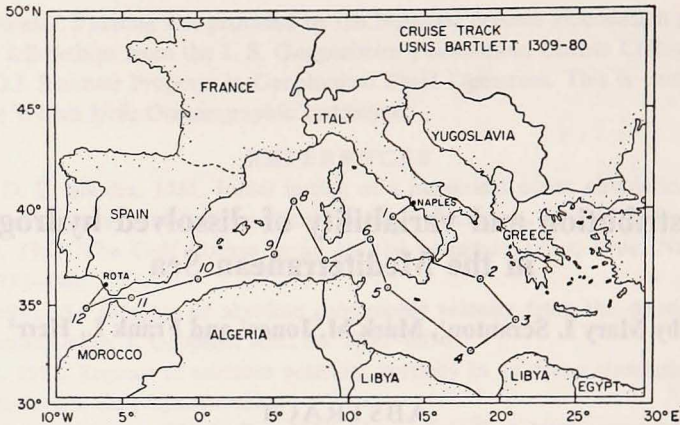 50°N
CRUISE TRACK
USNS BARTLETT 1309-80
FRANCE
45°
ITALY
YUGOSLAVIA
40°
8
NAPLES
SPAIN
6
GREECE
9
ROTA
10
2
35°
12
11
5
3
4
MOROCCO
ALGERIA
LIBYA
LIBYA
EGYPT
30°
10°W
5°
0°
5°
10°
15°
20°
25°
30°E